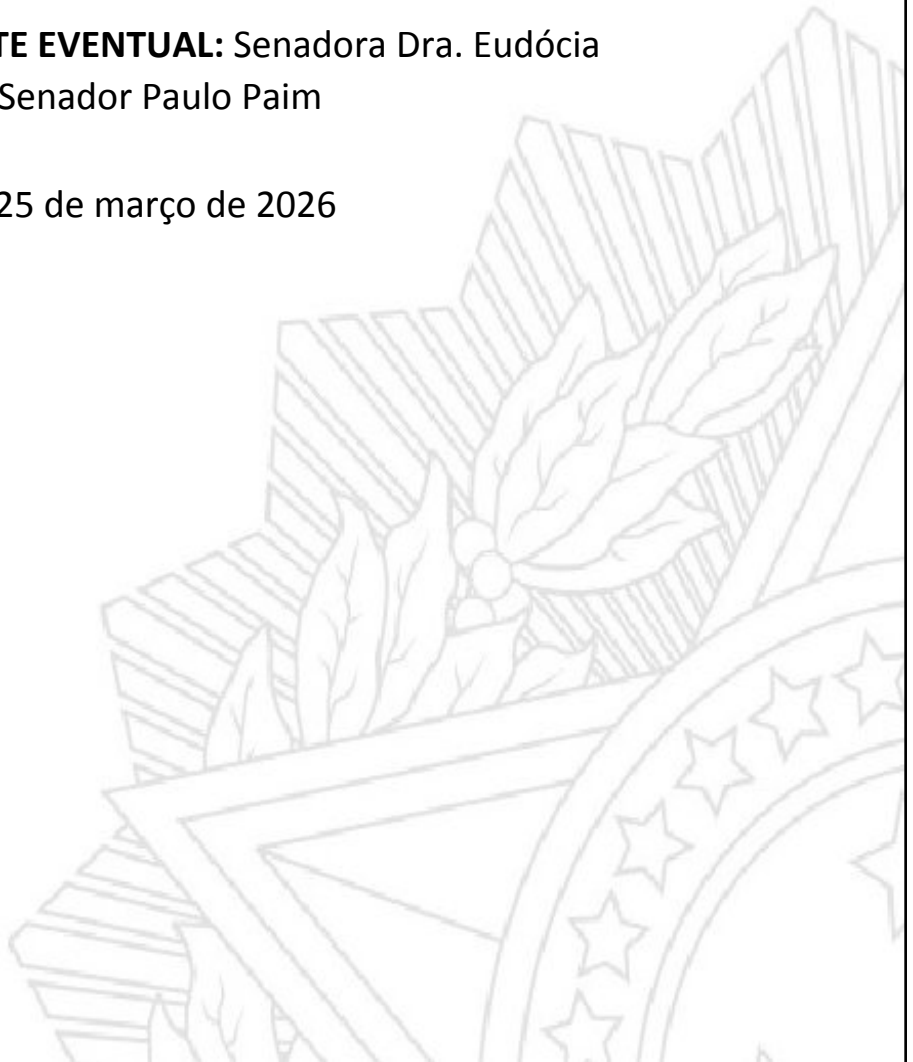 TE EVENTUAL: Senadora Dra. Eudócia
Senador Paulo Paim
25 de março de 2026